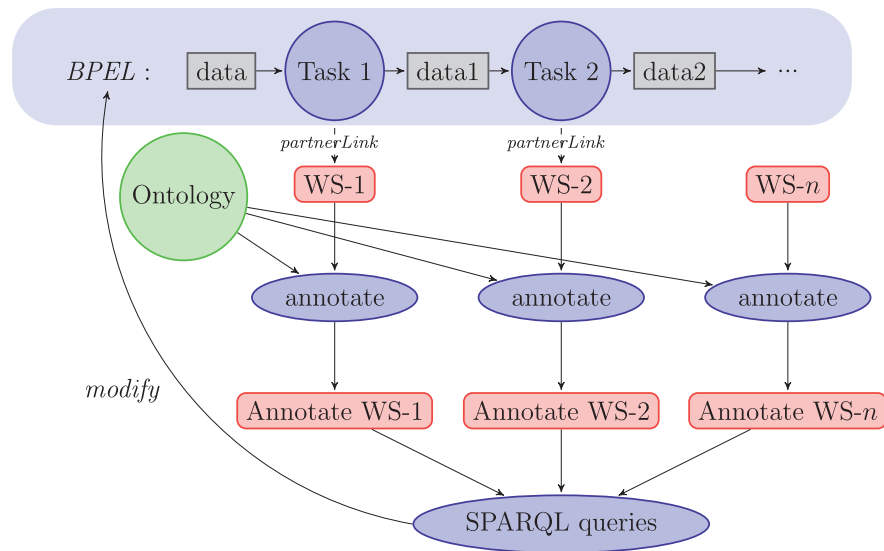 BPEL : data Task 1 data1 Task 2 data2 ...
partnerLink partnerLink
Ontology WS-1 WS-2 WS-n
annotate annotate annotate
modify
Annotate WS-1 Annotate WS-2 Annotate WS-n
SPARQL queries